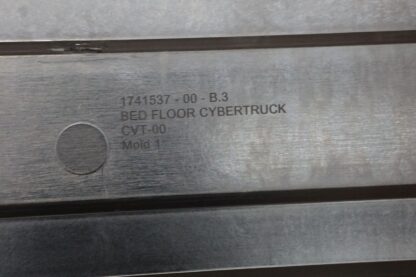 1741537 - 00 - B.3
BED FLOOR CYBERTRUCK
CVT-00
Mold 1